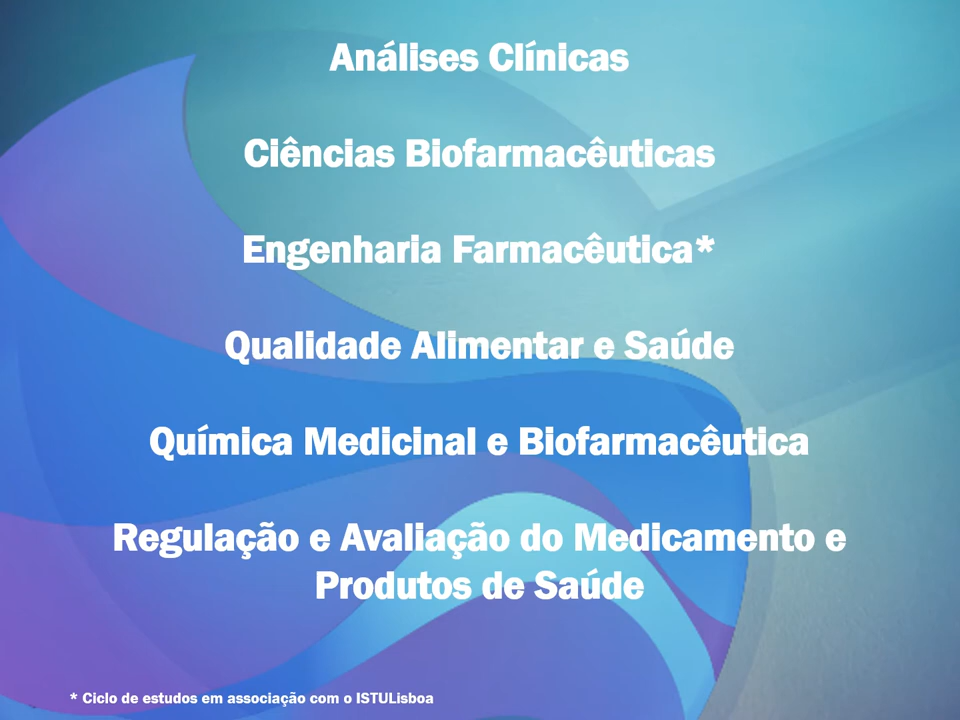 Análises Clínicas
Ciências Biofarmacêuticas
Engenharia Farmacêutica*
Qualidade Alimentar e Saúde
Química Medicinal e Biofarmacêutica
Regulação e Avaliação do Medicamento e
Produtos de Saúde
* Ciclo de estudos em associação com o ISTULisboa